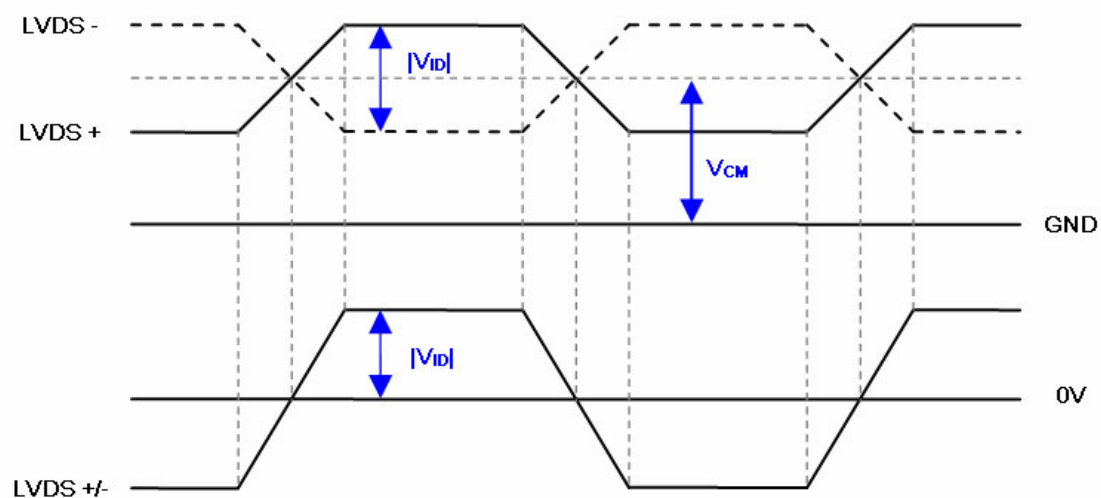 LVDS -
|VID|
LVDS +
VCM
GND
|VID|
0V
LVDS +/-